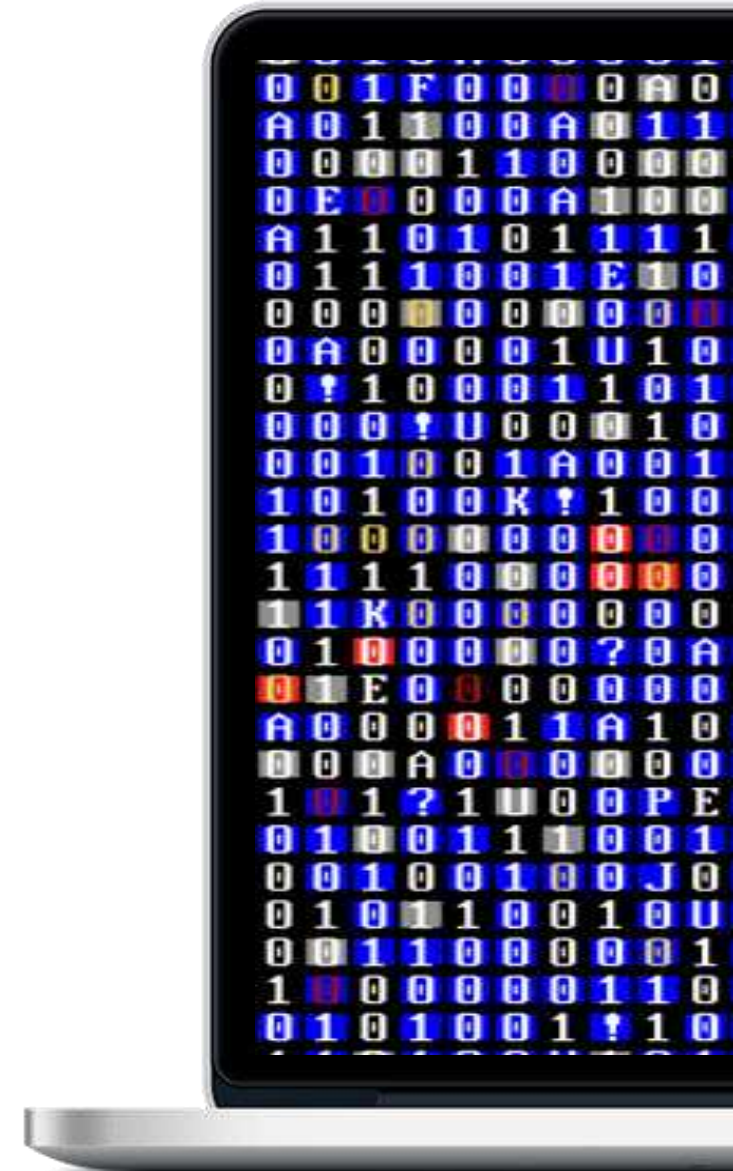 0 0 1 F 0 0 0 0 A 0
A 0 1 1 0 0 A 0 1 1
0 0 0 0 1 1 0 0 0 0
0 E 0 0 0 0 A 1 0 0
A 1 1 0 1 0 1 1 1 1
0 1 1 1 0 0 1 E 1 0
0 0 0 0 0 0 0 0 0 0
0 A 0 0 0 0 1 U 1 0
0 ! 1 0 0 0 1 1 0 1
0 0 0 ! U 0 0 0 1 0
0 0 1 0 0 1 A 0 0 1
1 0 1 0 0 K ! 1 0 0
1 0 0 0 0 0 0 0 0 0
1 1 1 1 0 0 0 0 0 0
1 1 K 0 0 0 0 0 0 0
0 1 0 0 0 0 0 ? 0 A
0 1 E 0 0 0 0 0 0 0
A 0 0 0 0 1 1 A 1 0
0 0 0 A 0 0 0 0 0 0
1 0 1 ? 1 U 0 0 P E
0 1 0 0 1 1 1 0 0 1
0 0 1 0 0 1 0 0 J 0
0 1 0 1 1 0 0 1 0 U
0 0 1 1 0 0 0 0 0 1
1 0 0 0 0 0 0 1 1 0
0 1 0 1 0 0 1 ! 1 0